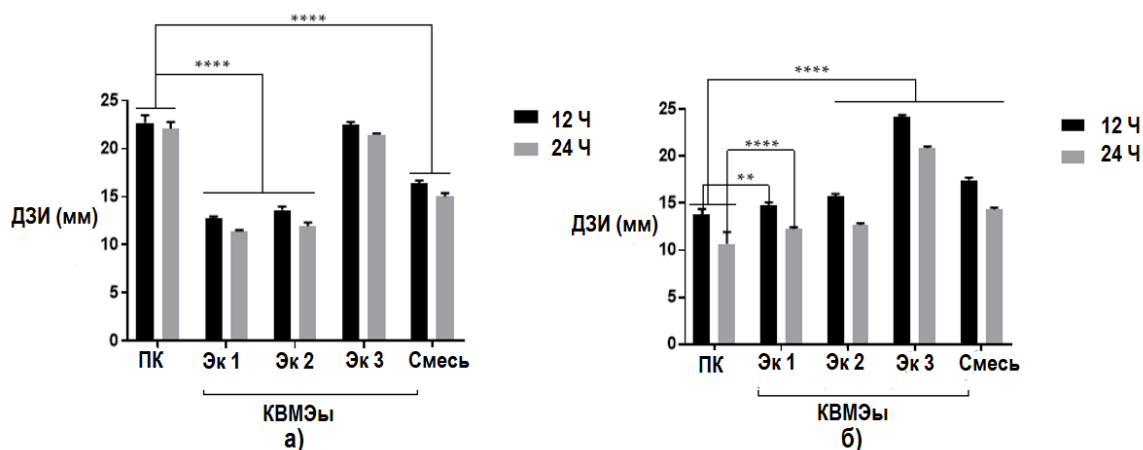 ****
****
ДЗИ (мм)
25
20
15
10
5
0
12 Ч
24 Ч
ПК
Эк 1
Эк 2
Эк 3
Смесь
КВМЭы
а)
****
****
**
ДЗИ (мм)
25
20
15
10
5
0
12 Ч
24 Ч
ПК
Эк 1
Эк 2
Эк 3
Смесь
КВМЭы
б)